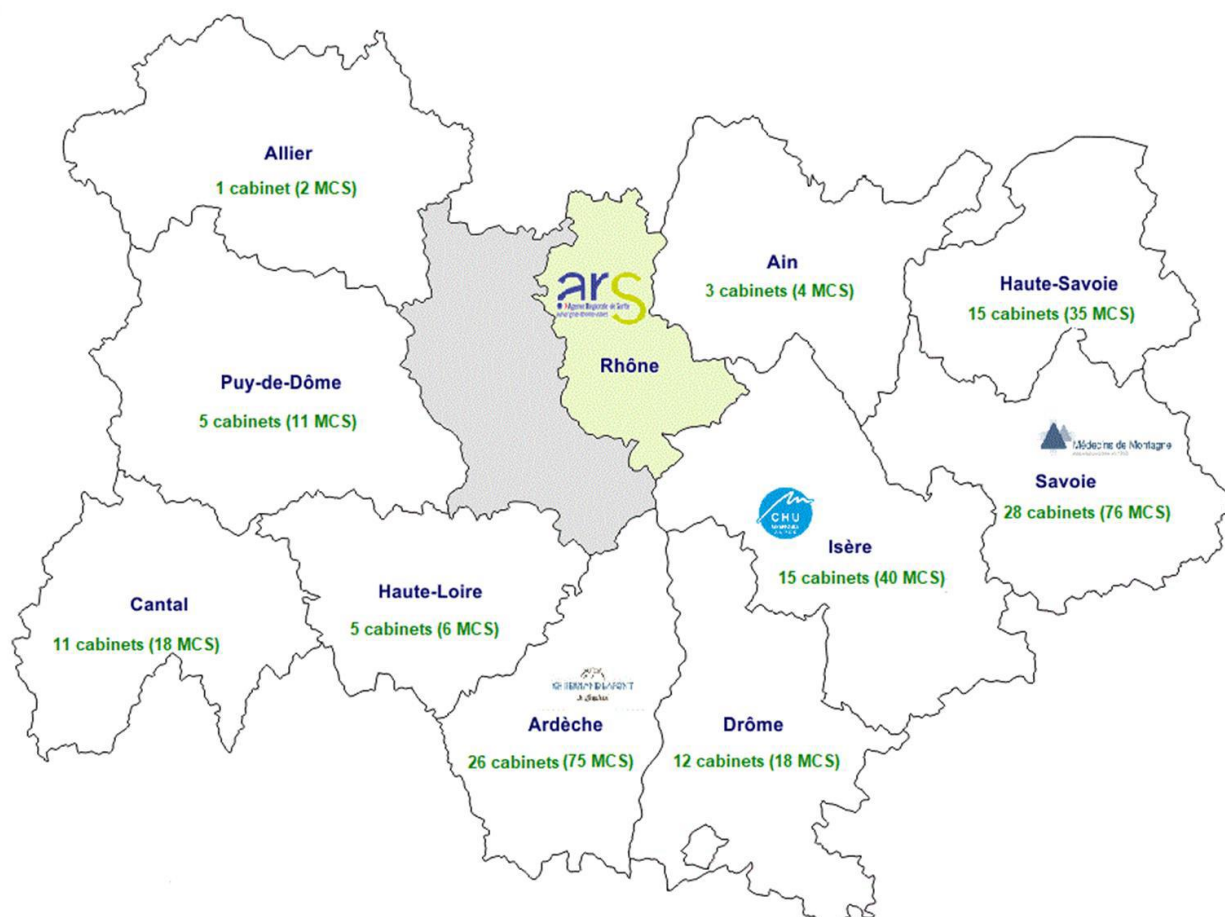 Allier
1 cabinet (2 MCS)
ars
Ain
3 cabinets (4 MCS)
Haute-Savoie
15 cabinets (35 MCS)
Rhône
Puy-de-Dôme
5 cabinets (11 MCS)
Médecins de Montagne
Savoie
28 cabinets (76 MCS)
CHU
Isère
15 cabinets (40 MCS)
Haute-Loire
5 cabinets (6 MCS)
Cantal
11 cabinets (18 MCS)
Ardèche
26 cabinets (75 MCS)
Drôme
12 cabinets (18 MCS)